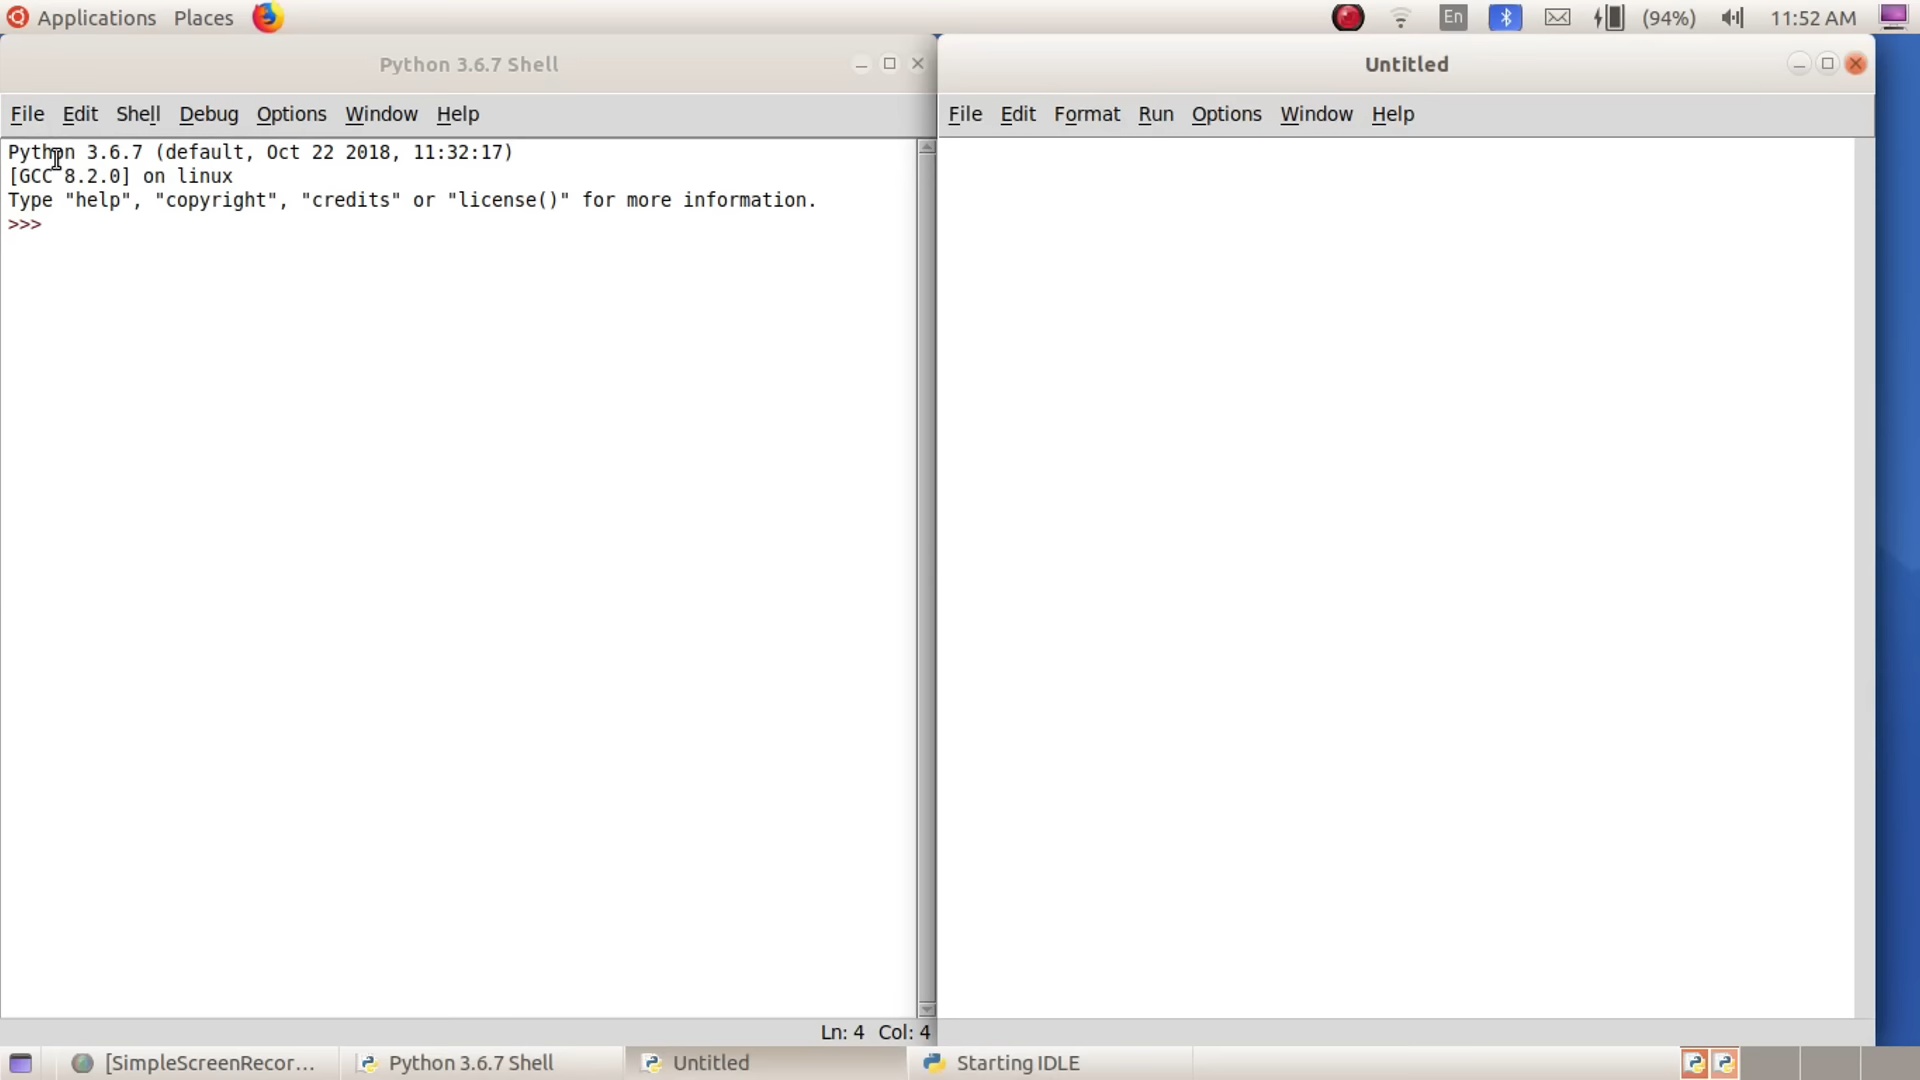 Applications Places En (94%) 11:52 AM
Python 3.6.7 Shell
File Edit Shell Debug Options Window Help
Python 3.6.7 (default, Oct 22 2018, 11:32:17)
[GCC 8.2.0] on linux
Type "help", "copyright", "credits" or "license()" for more information.
>>>
Ln: 4 Col: 4
Untitled
File Edit Format Run Options Window Help
[SimpleScreenRecor... Python 3.6.7 Shell Untitled Starting IDLE